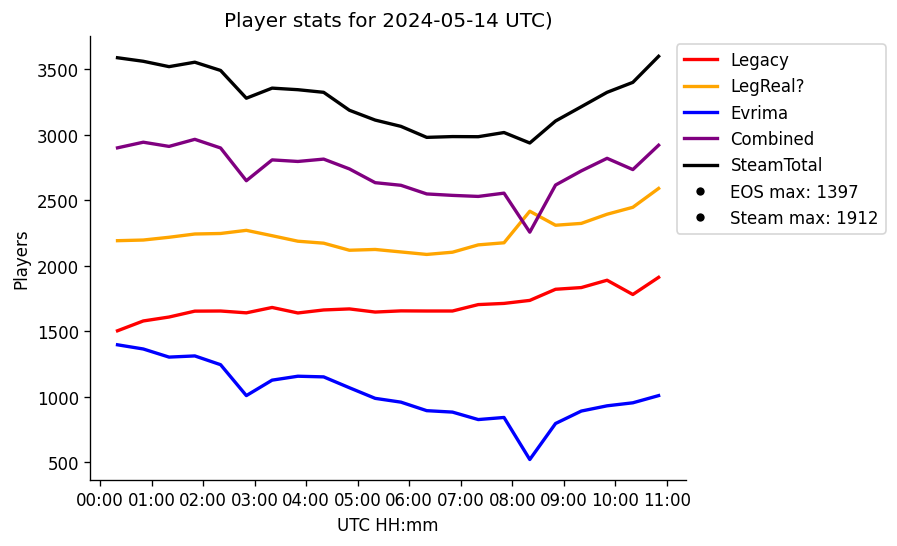 Player stats for 2024-05-14 UTC)
Players
3500
3000
2500
2000
1500
1000
500
00:00 01:00 02:00 03:00 04:00 05:00 06:00 07:00 08:00 09:00 10:00 11:00
UTC HH:mm
Legacy
LegReal?
Evrima
Combined
SteamTotal
EOS max: 1397
Steam max: 1912